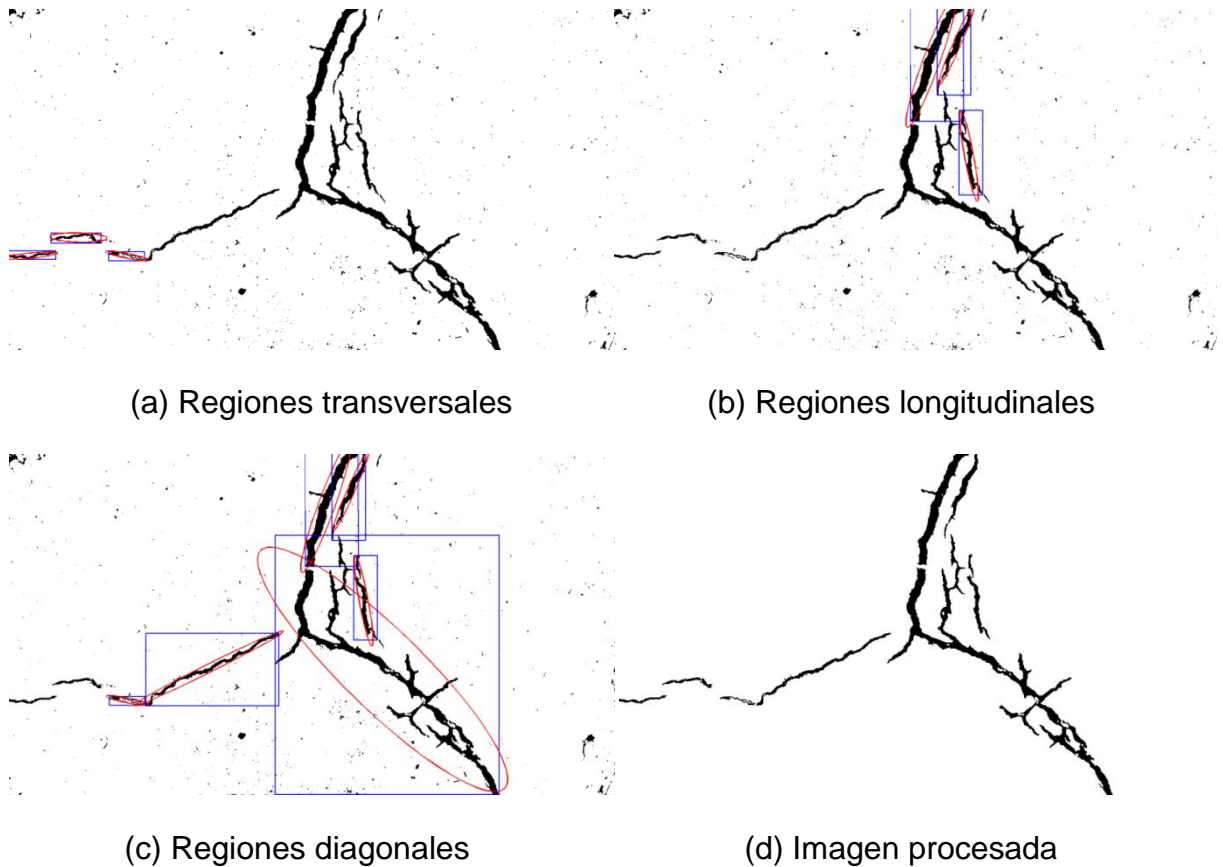 (a) Regiones transversales
(b) Regiones longitudinales
(c) Regiones diagonales
(d) Imagen procesada